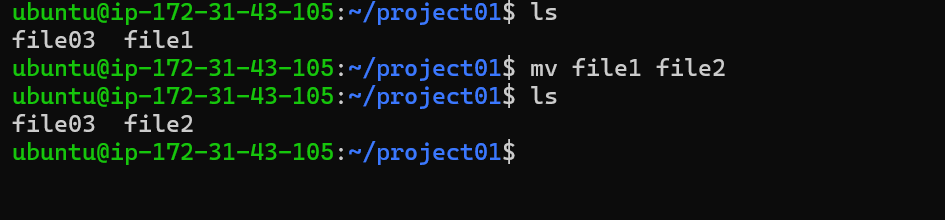 ubuntu@ip-172-31-43-105:~/project01$ ls
file03  file1
ubuntu@ip-172-31-43-105:~/project01$ mv file1 file2
ubuntu@ip-172-31-43-105:~/project01$ ls
file03  file2
ubuntu@ip-172-31-43-105:~/project01$